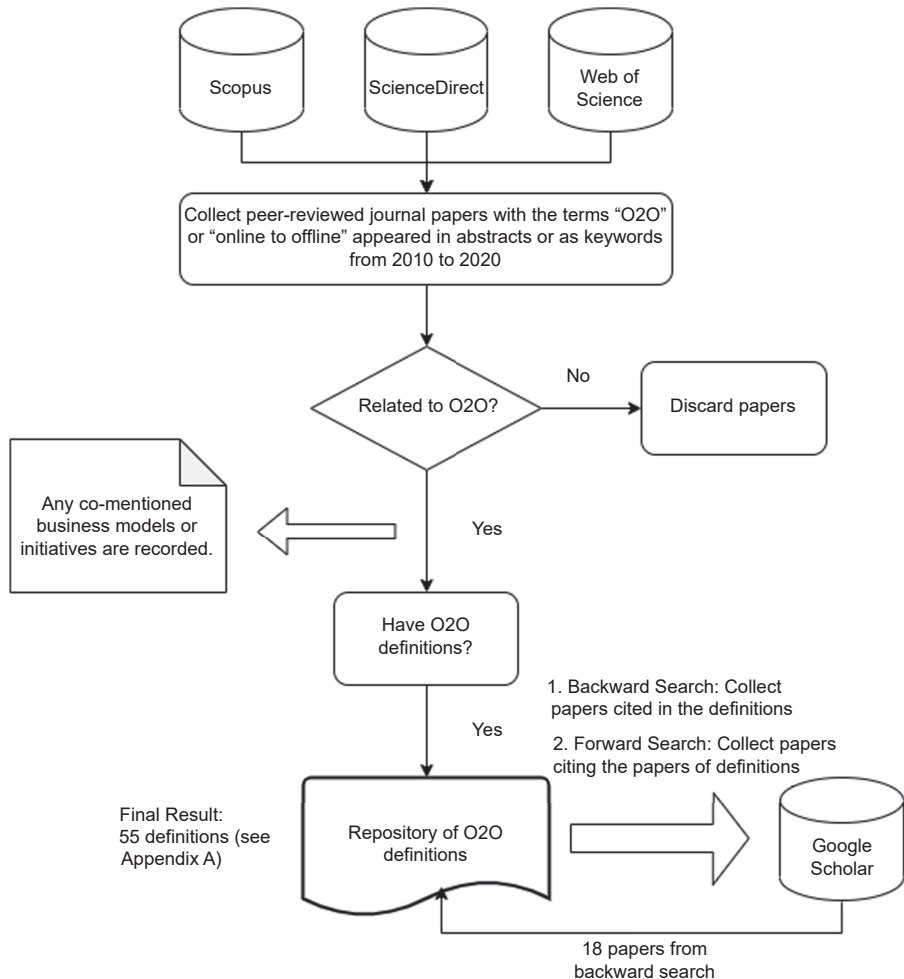 Scopus
ScienceDirect
Web of
Science
Collect peer-reviewed journal papers with the terms “O2O”
or “online to offline” appeared in abstracts or as keywords
from 2010 to 2020
Related to O2O?
No
Discard papers
Any co-mentioned
business models or
initiatives are recorded.
Yes
Have O2O
definitions?
Yes
1. Backward Search: Collect
papers cited in the definitions
2. Forward Search: Collect papers
citing the papers of definitions
Final Result:
55 definitions (see
Appendix A)
Repository of O2O
definitions
Google
Scholar
18 papers from
backward search